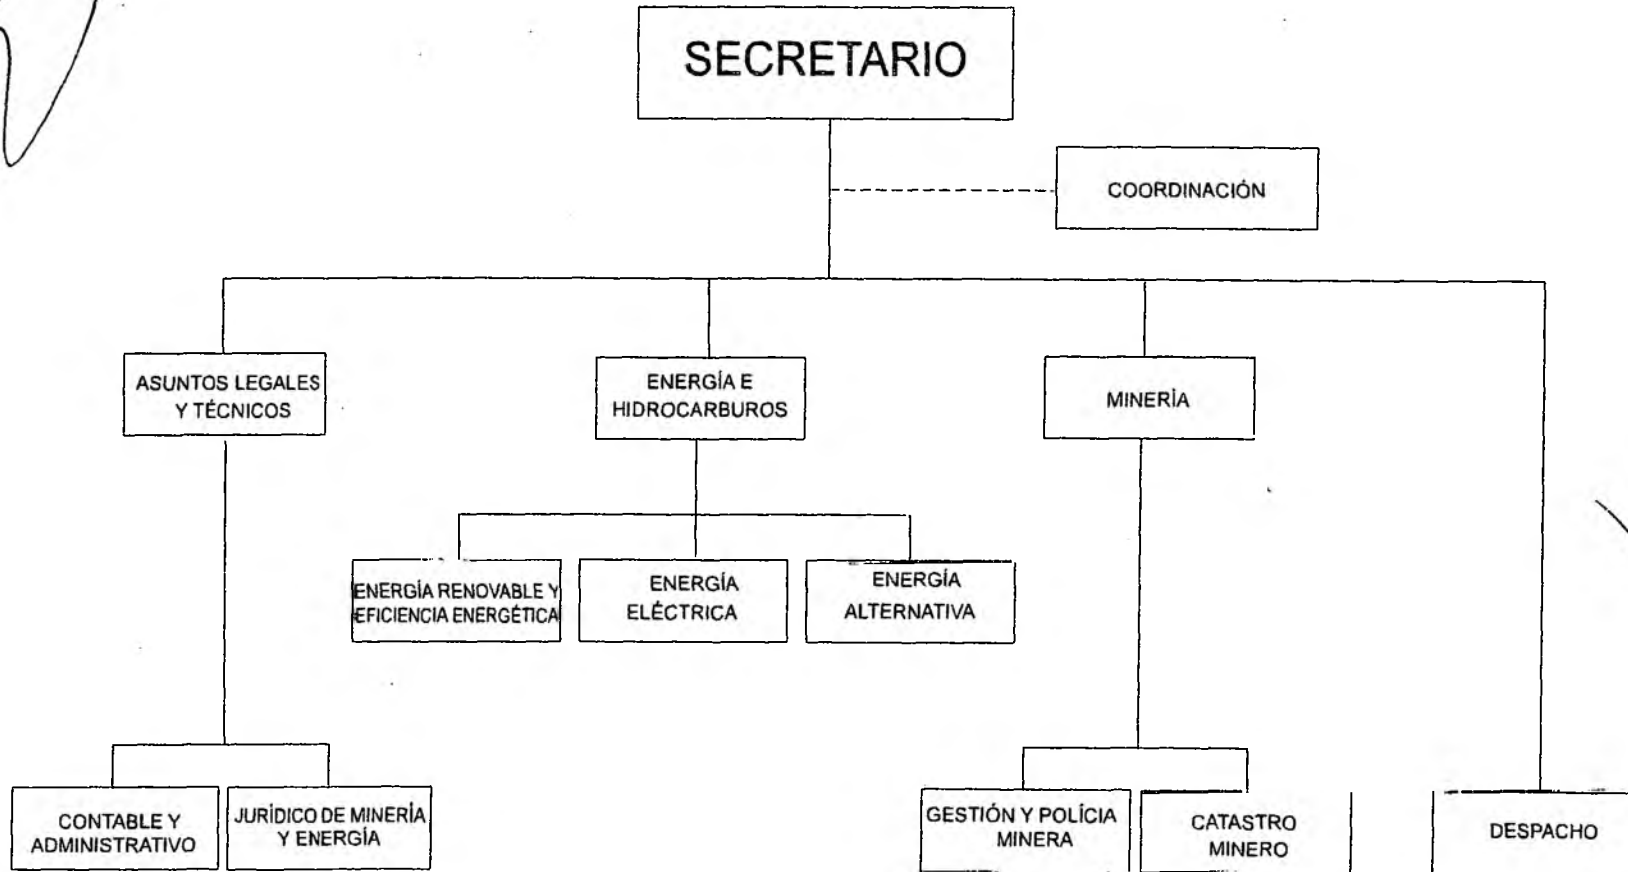 SECRETARIO
COORDINACIÓN
ASUNTOS LEGALES
Y TÉCNICOS
ENERGÍA E
HIDROCARBUROS
MINERÍA
ENERGÍA RENOVABLE Y
EFICIENCIA ENERGÉTICA
ENERGÍA
ELÉCTRICA
ENERGÍA
ALTERNATIVA
CONTABLE Y
ADMINISTRATIVO
JURÍDICO DE MINERÍA
Y ENERGÍA
GESTIÓN Y POLÍCIA
MINERA
CATASTRO
MINERO
DESPACHO